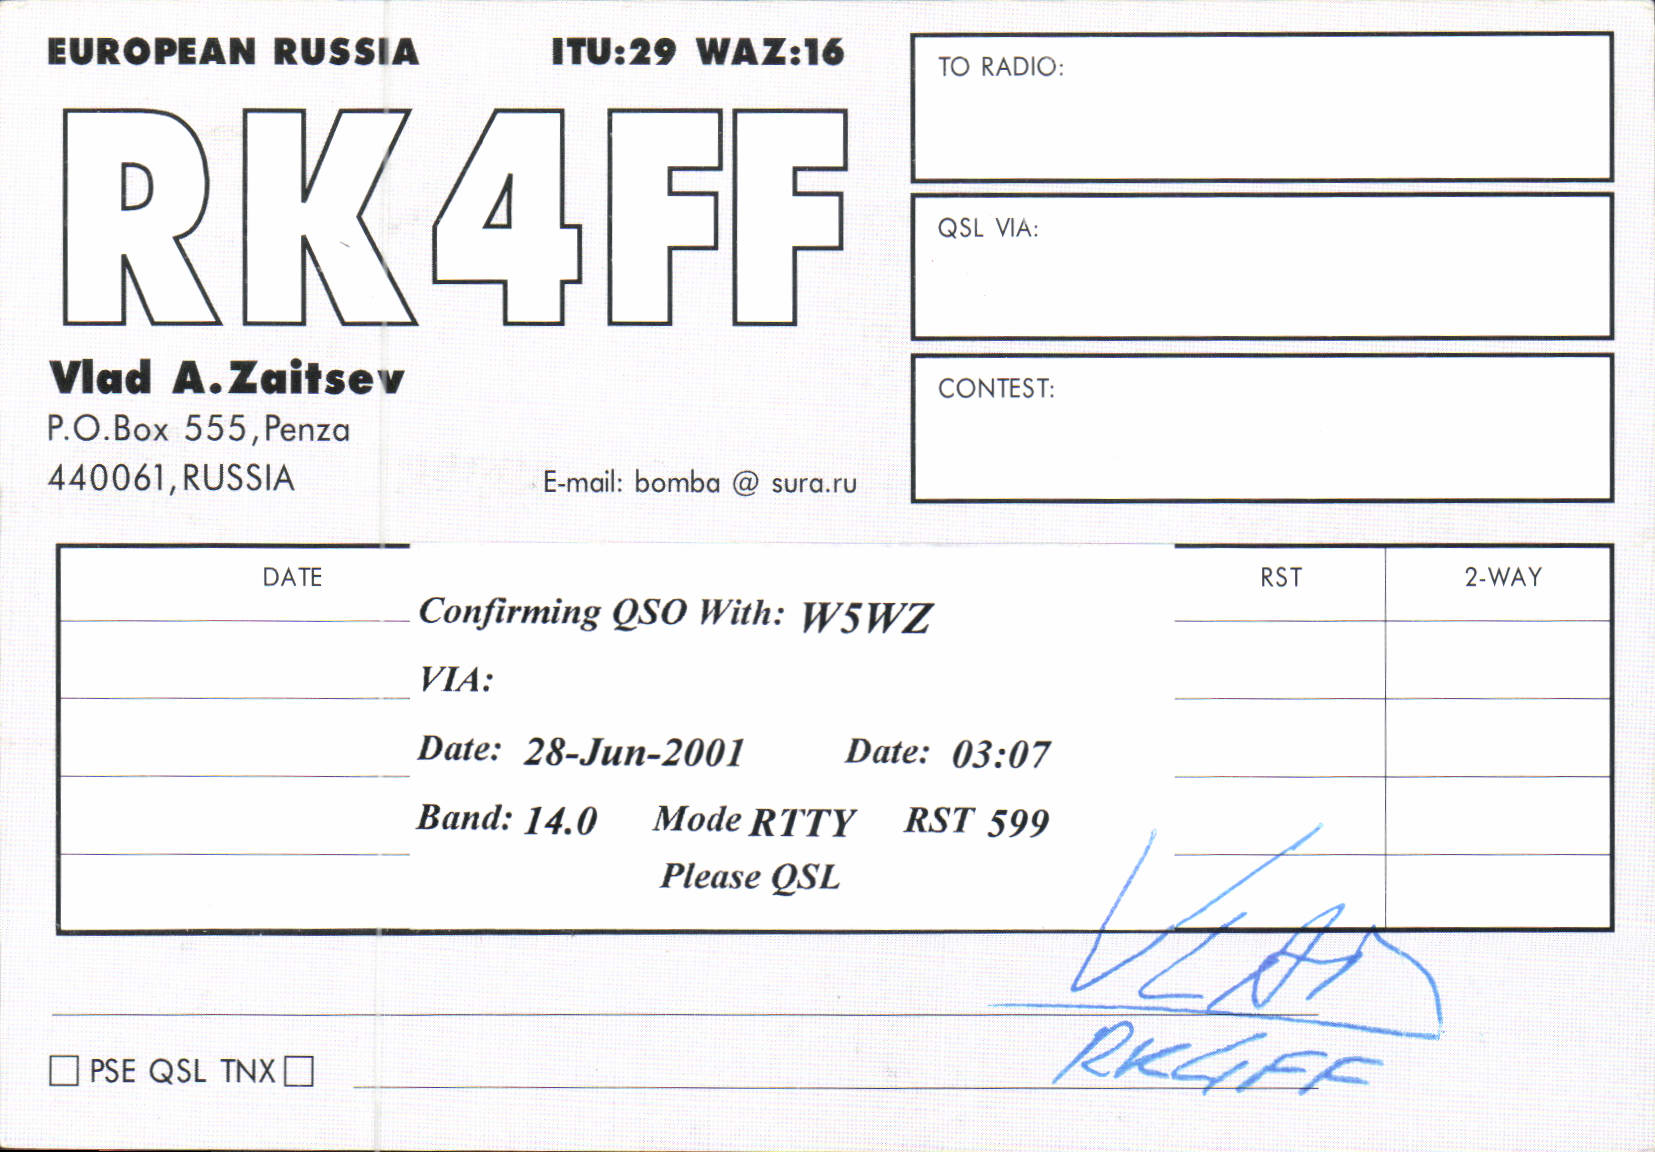 EUROPEAN RUSSIA ITU:29 WAZ:16
RK4FF
Vlad A.Zaitsev
P.O.Box 555,Penza
440061,RUSSIA
E-mail: bomba @ sura.ru
TO RADIO:
QSL VIA:
CONTEST:
DATE RST 2-WAY
Confirming QSO With: W5WZ
VIA:
Date: 28-Jun-2001 Date: 03:07
Band: 14.0 Mode RTTY RST 599
Please QSL
VLAD
RK4FF
PSE QSL TNX